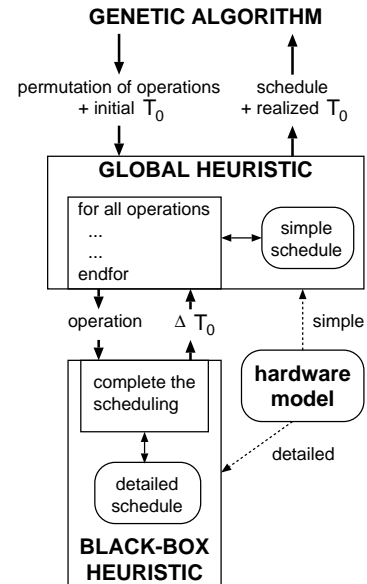 GENETIC ALGORITHM
permutation of operations
+ initial T₀
schedule
+ realized T₀
GLOBAL HEURISTIC
for all operations
...
...
endfor
simple
schedule
operation
Δ T₀
simple
complete the
scheduling
hardware
model
detailed
detailed
schedule
BLACK-BOX
HEURISTIC